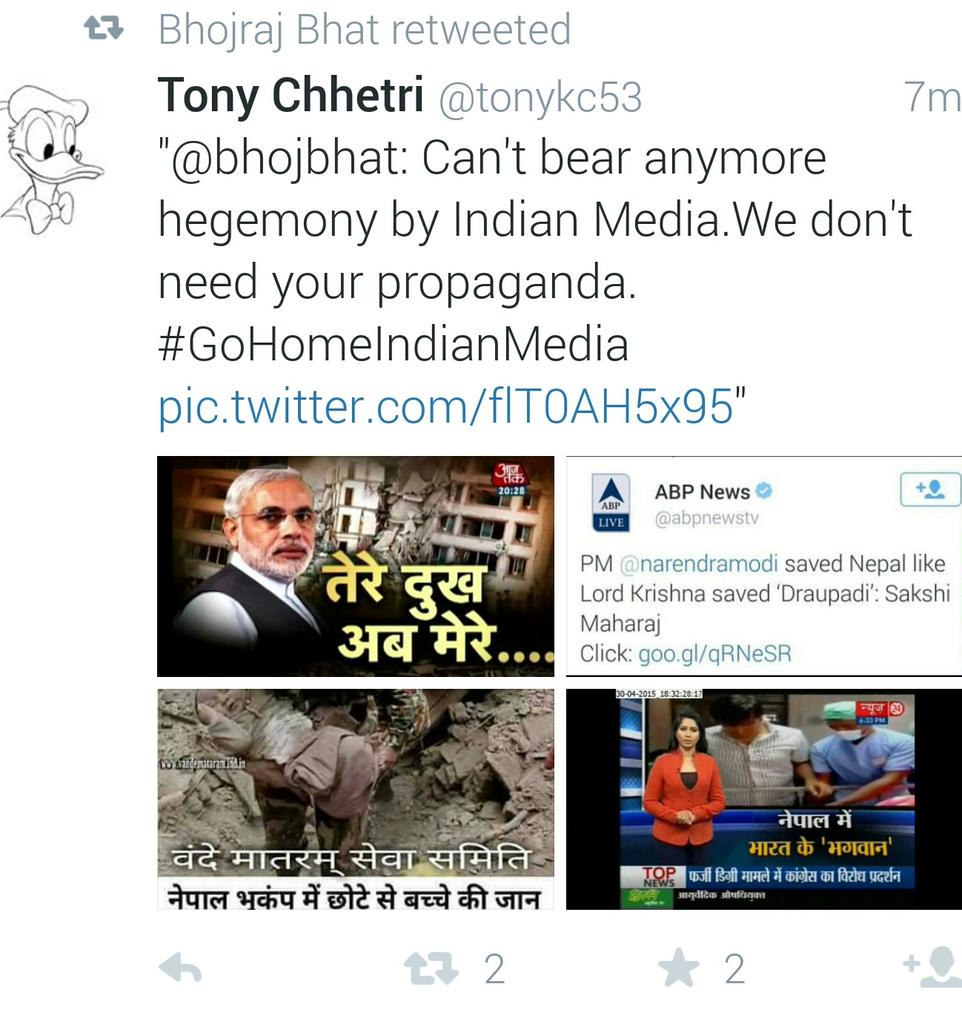 Bhojraj Bhat retweeted
Tony Chhetri @tonykc53 7m
"@bhojbhat: Can't bear anymore
hegemony by Indian Media.We don't
need your propaganda.
#GoHomeIndianMedia
pic.twitter.com/flT0AH5x95"
आज तक
20:28
तेरे दुख
अब मेरे....
ABP
LIVE
ABP News
@abpnewstv
PM @narendramodi saved Nepal like
Lord Krishna saved 'Draupadi': Sakshi
Maharaj
Click: goo.gl/qRNeSR
www.vandemataram.ind.in
वंदे मातरम् सेवा समिति
नेपाल भूकंप में छोटे से बच्चे की जान
30-04-2015_18:32:28:17
न्यूज़ 24
6:33 PM
नेपाल में
भारत के 'भगवान'
TOP
NEWS
फर्जी डिग्री मामले में कांग्रेस का विरोध प्रदर्शन
आयुर्वेदिक औषधियुक्त
2
2